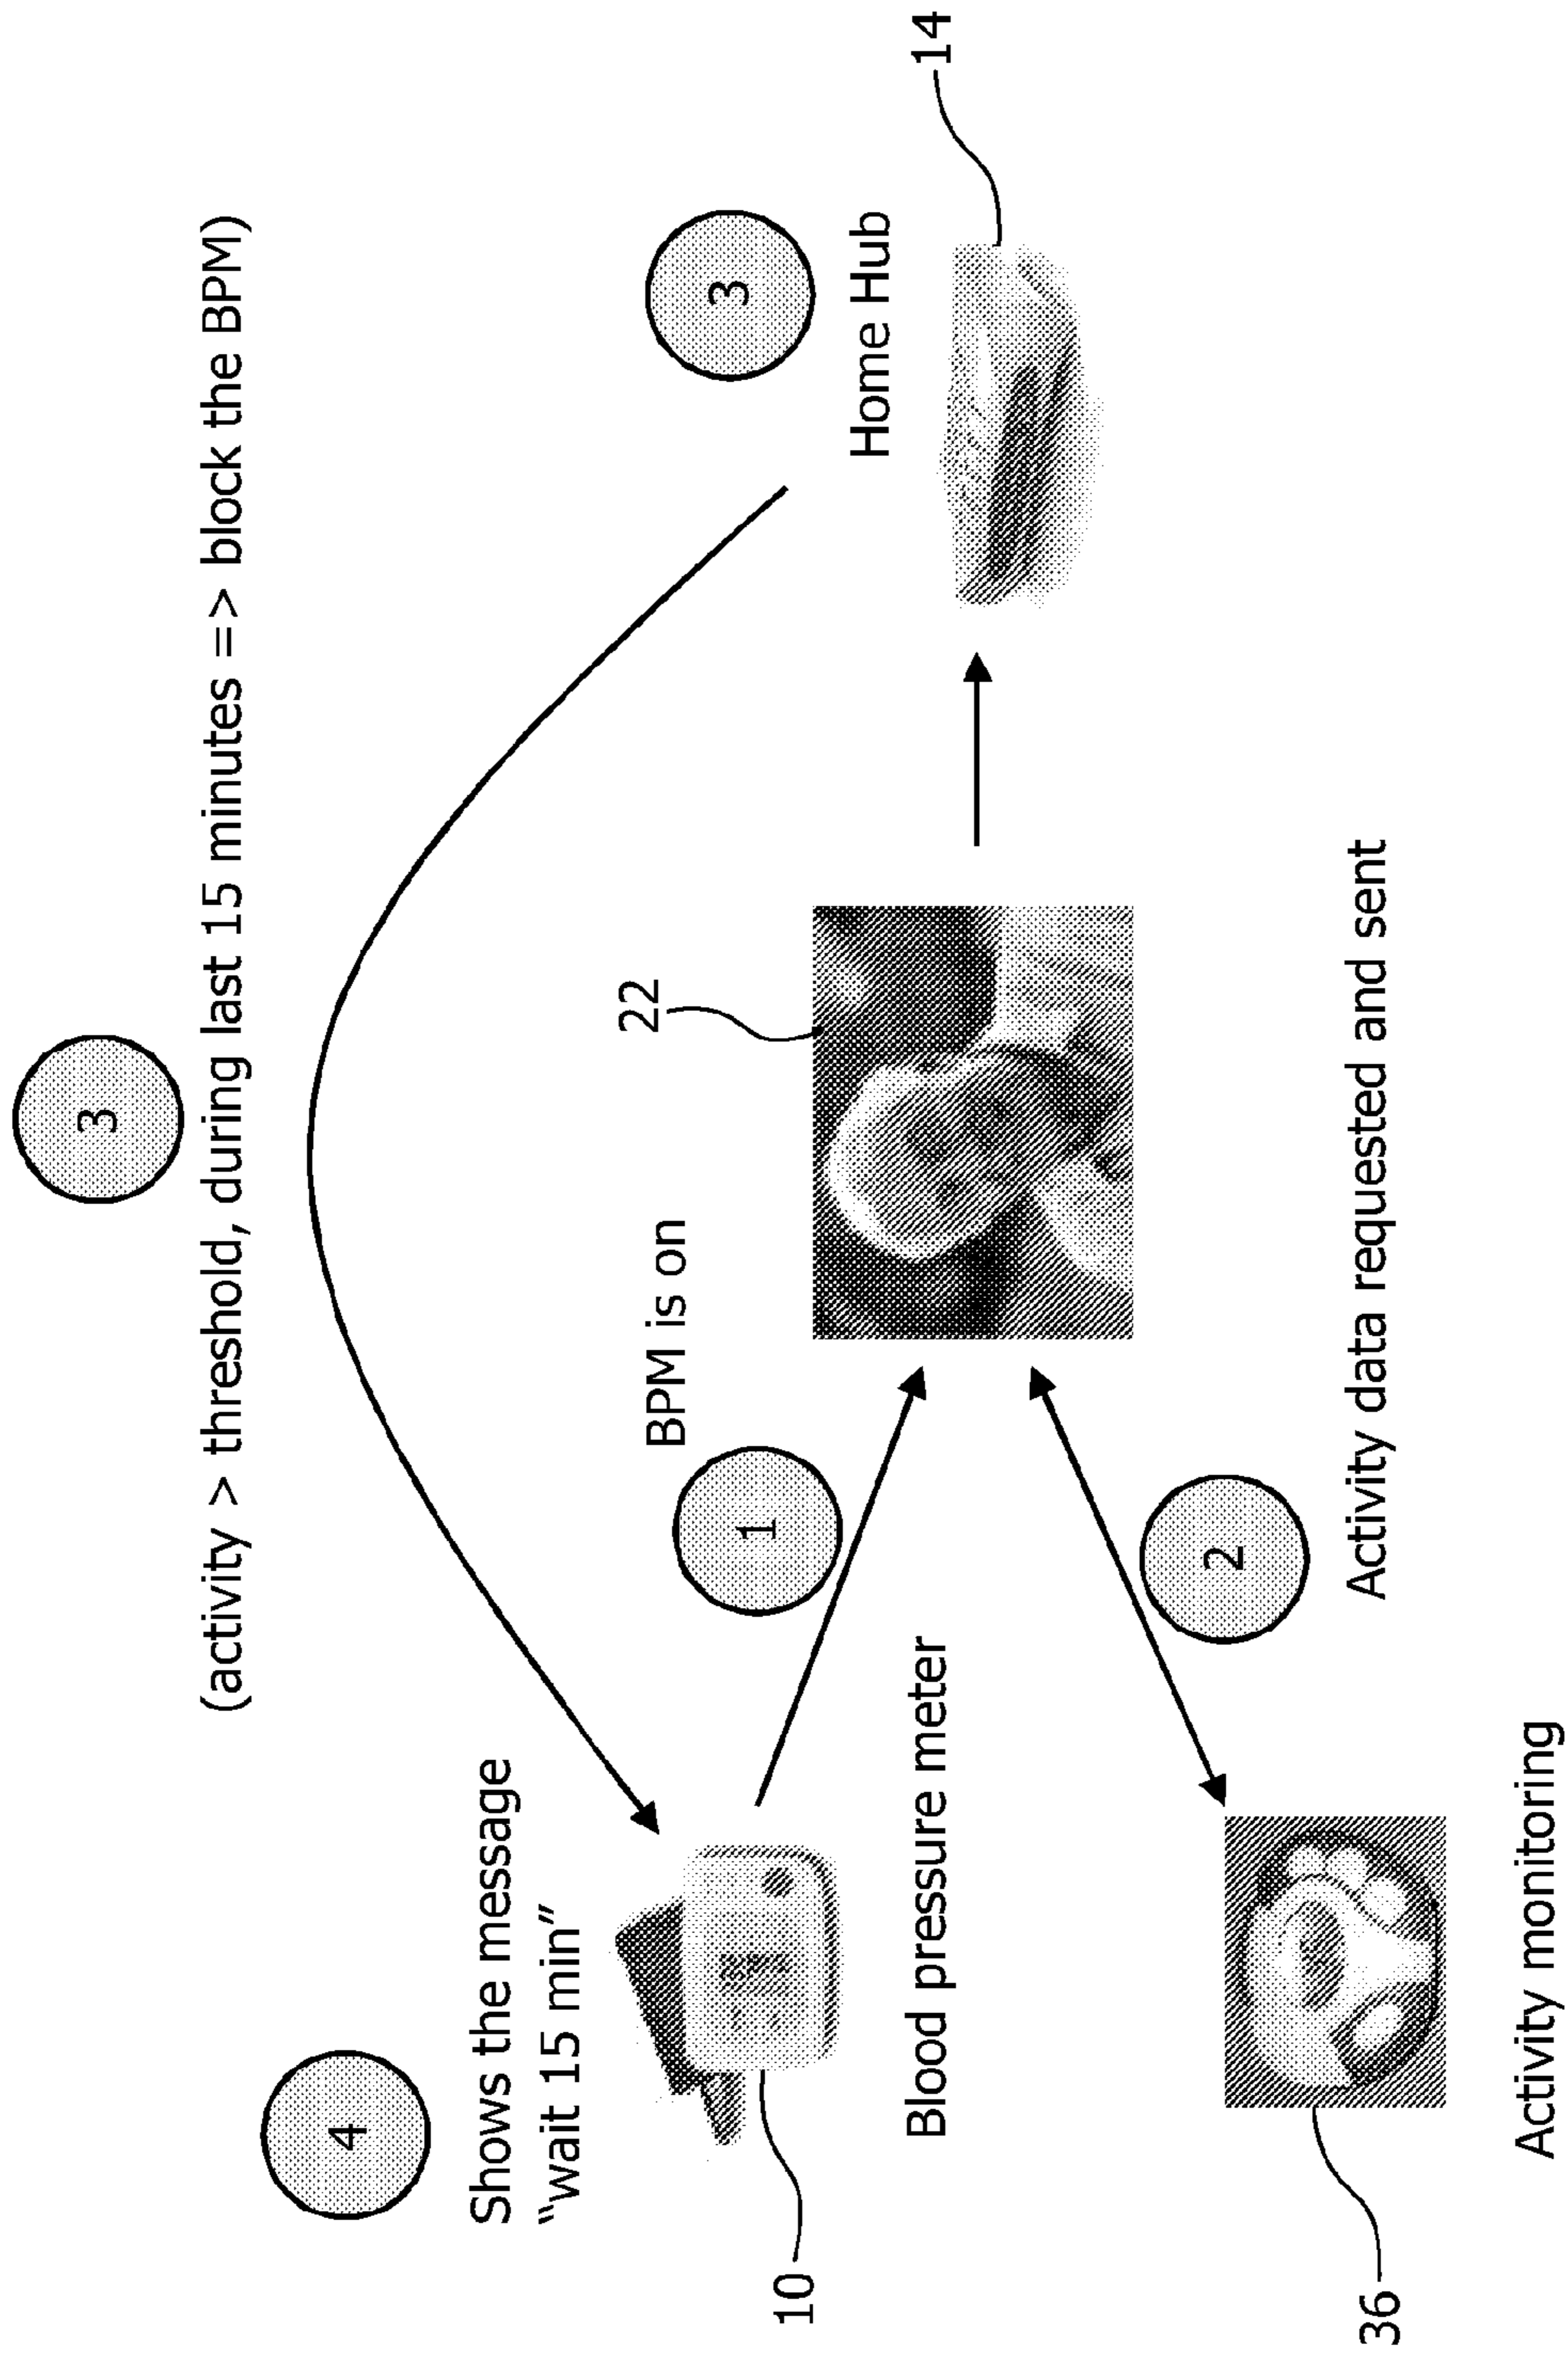 3
(activity > threshold, during last 15 minutes => block the BPM)
4
Shows the message
“wait 15 min”
10
Blood pressure meter
1
BPM is on
22
3
Home Hub
14
2
Activity data requested and sent
36
Activity monitoring